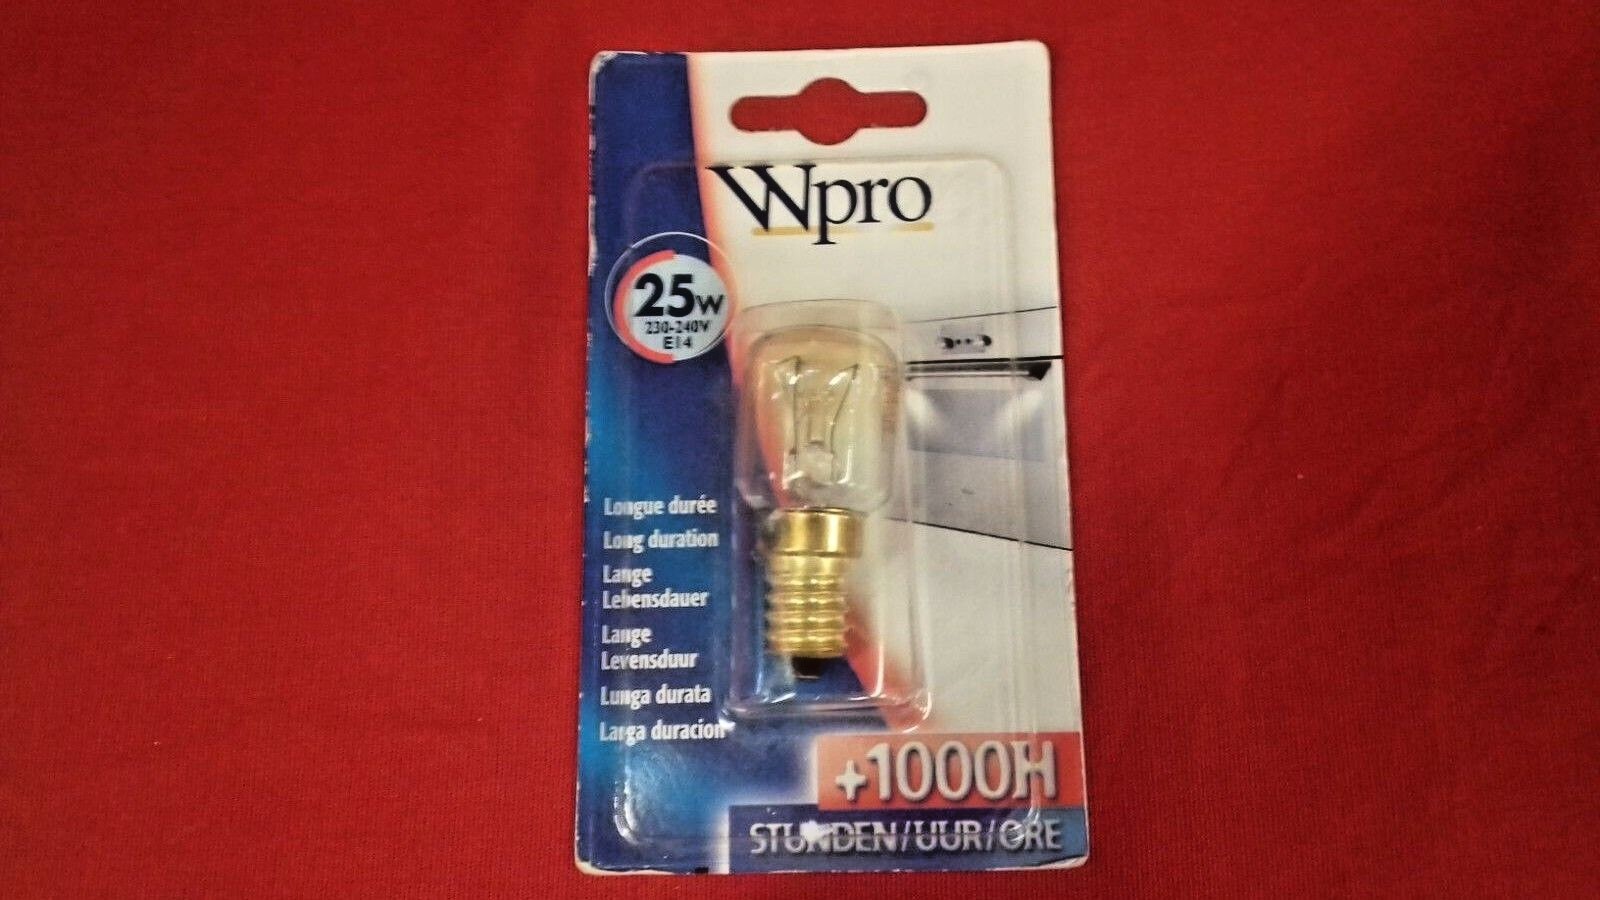 Wpro
25W
230-240V
E14
Longue durée
Long duration
Lange
Lebensdauer
Lange
Levensduur
Lunga durata
Larga duracion
+1000H
STUNDEN/UUR/ORE